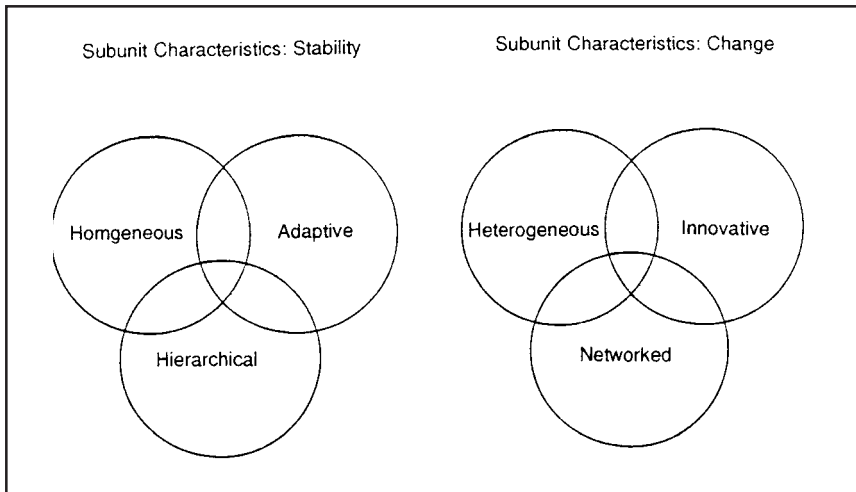 Subunit Characteristics: Stability
Homgeneous
Adaptive
Hierarchical
Subunit Characteristics: Change
Heterogeneous
Innovative
Networked